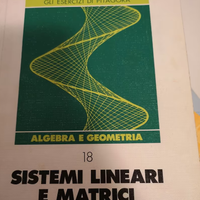 GLI ESERCIZI DI PITAGORA
ALGEBRA E GEOMETRIA
18
SISTEMI LINEARI
E MATRICI